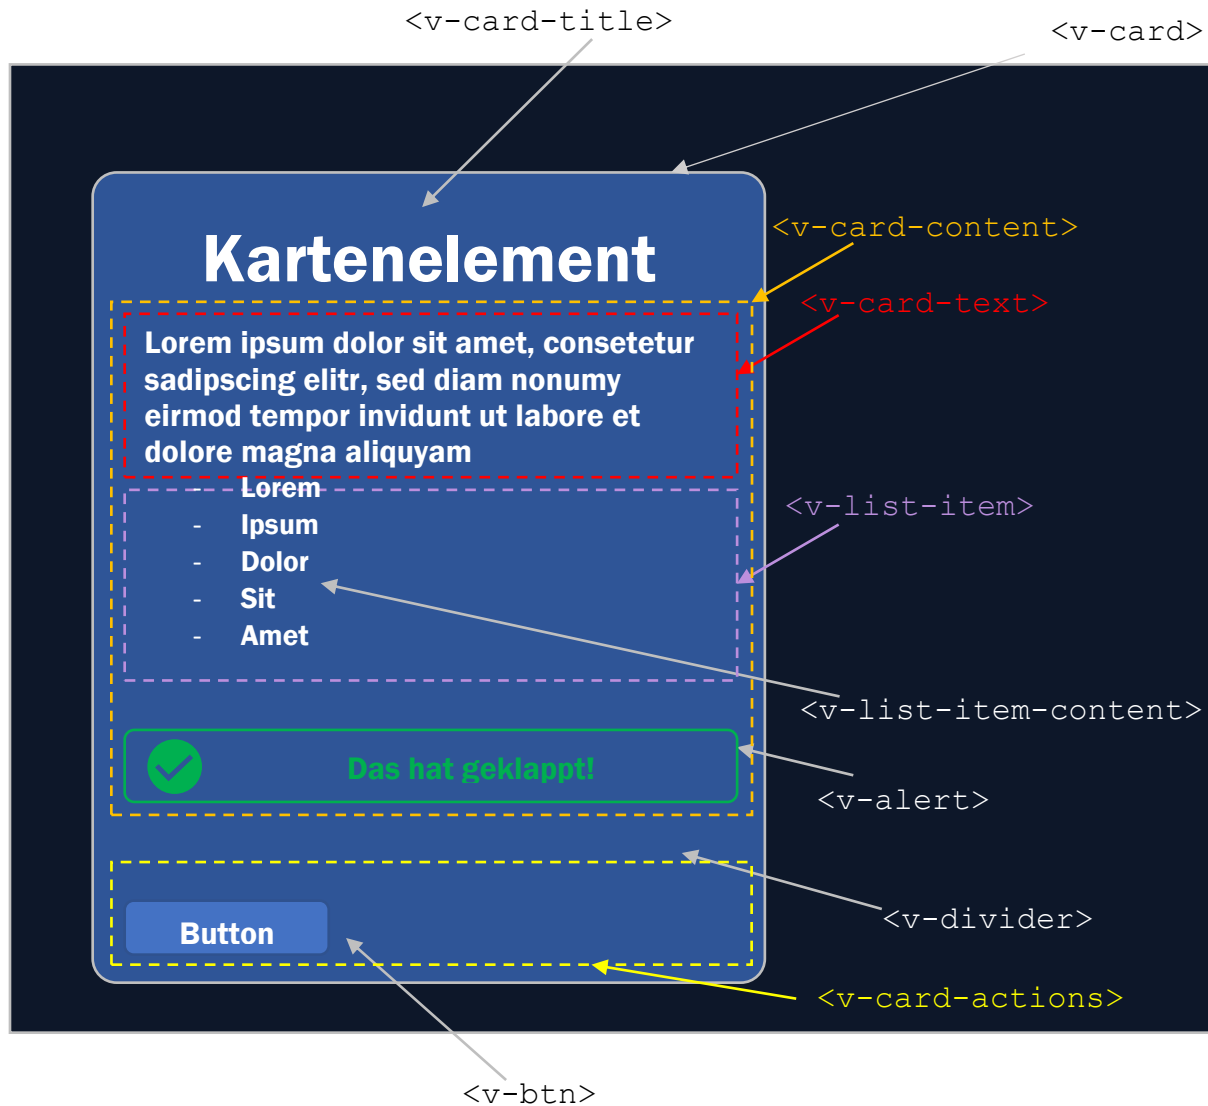 <v-card-title>
<v-card>
Kartenelement
<v-card-content>
<v-card-text>
Lorem ipsum dolor sit amet, consetetur
sadipscing elitr, sed diam nonumy
eirmod tempor invidunt ut labore et
dolore magna aliquyam
- Lorem
- Ipsum
- Dolor
- Sit
- Amet
<v-list-item>
<v-list-item-content>
Das hat geklappt!
<v-alert>
<v-divider>
Button
<v-card-actions>
<v-btn>